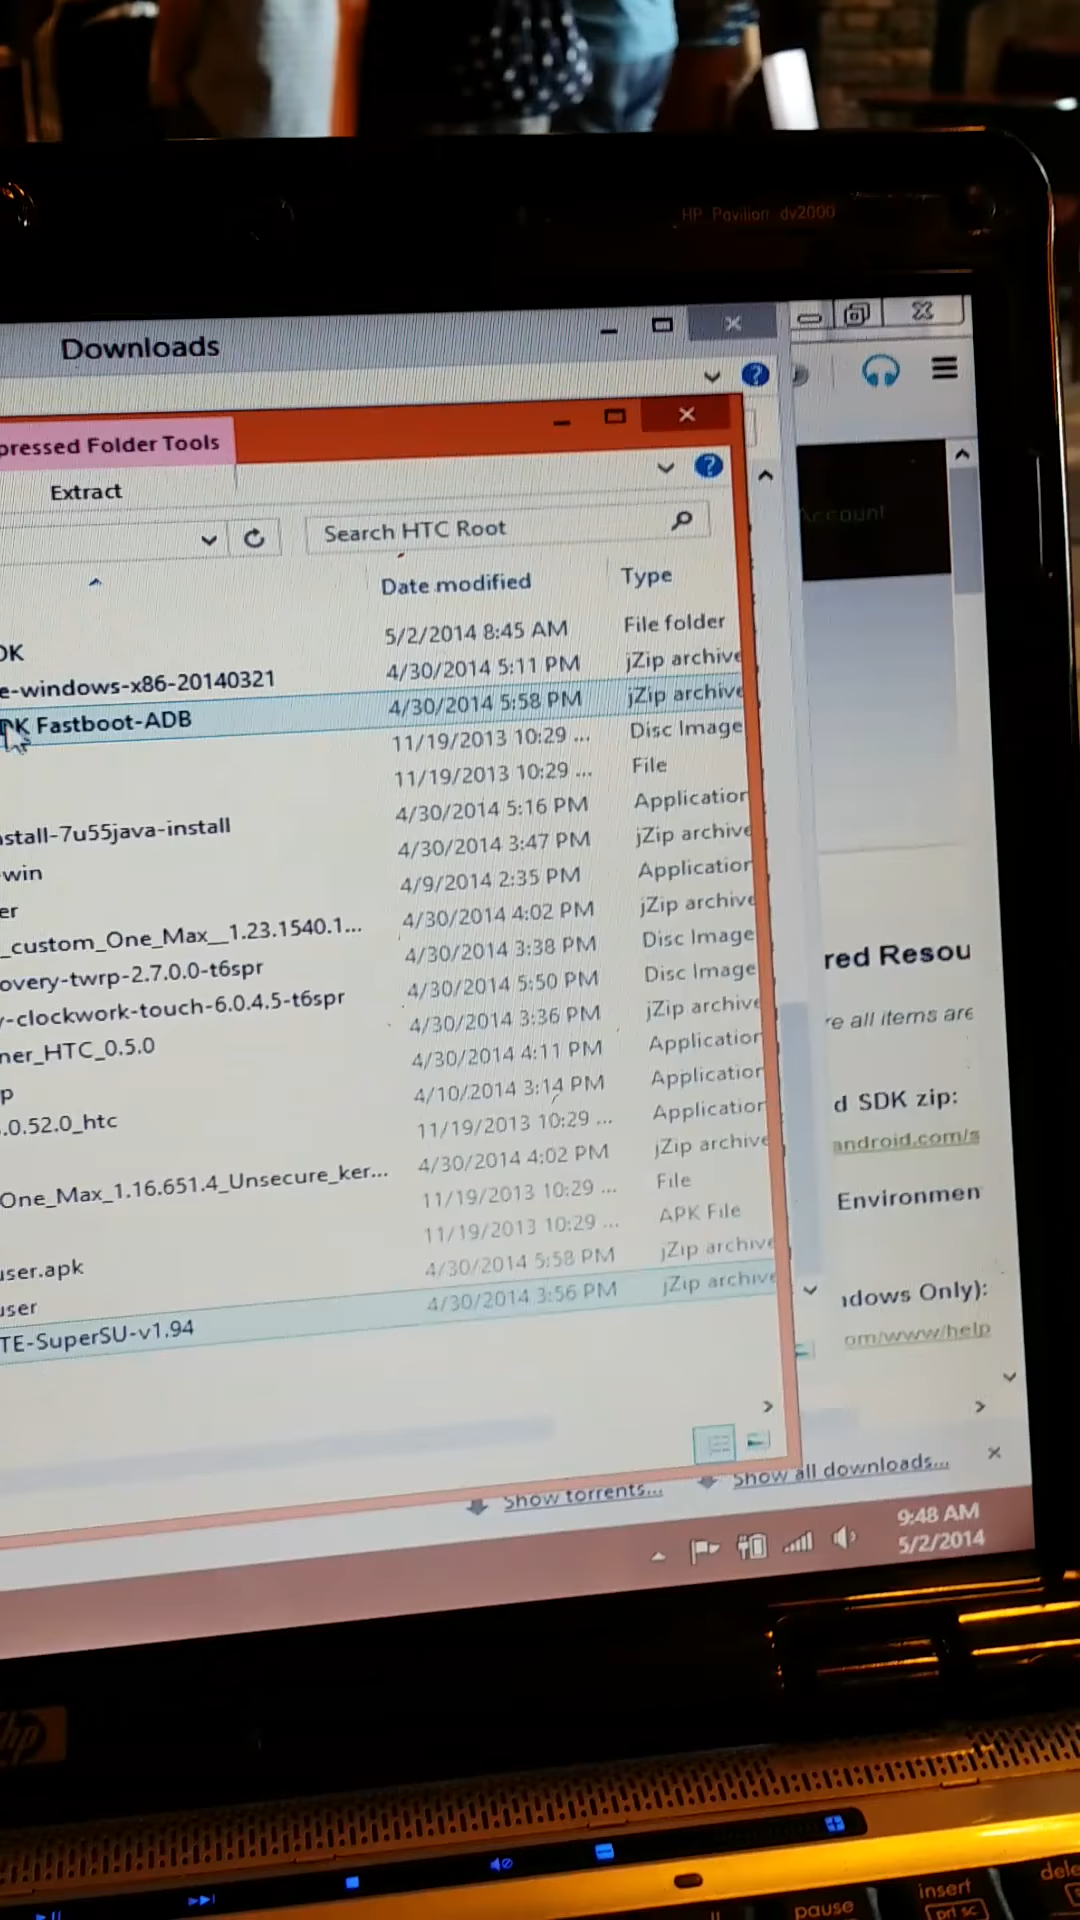 HP Pavilion dv2000
Downloads
pressed Folder Tools
Extract
Account
Search HTC Root
Date modified Type
DK 5/2/2014 8:45 AM File folder
e-windows-x86-20140321 4/30/2014 5:11 PM jZip archive
DK Fastboot-ADB 4/30/2014 5:58 PM jZip archive
11/19/2013 10:29 ... Disc Image
11/19/2013 10:29 ... File
nstall-7u55java-install 4/30/2014 5:16 PM Application
-win 4/30/2014 3:47 PM jZip archive
er 4/9/2014 2:35 PM Application
_custom_One_Max__1.23.1540.1... 4/30/2014 4:02 PM jZip archive
overy-twrp-2.7.0.0-t6spr 4/30/2014 3:38 PM Disc Image
y-clockwork-touch-6.0.4.5-t6spr 4/30/2014 5:50 PM Disc Image
ner_HTC_0.5.0 4/30/2014 3:36 PM jZip archive
p 4/30/2014 4:11 PM Application
.0.52.0_htc 4/10/2014 3:14 PM Application
11/19/2013 10:29 ... Application
One_Max_1.16.651.4_Unsecure_ker... 4/30/2014 4:02 PM jZip archive
11/19/2013 10:29 ... File
user.apk 11/19/2013 10:29 ... APK File
user 4/30/2014 5:58 PM jZip archive
TE-SuperSU-v1.94 4/30/2014 3:56 PM jZip archive
red Resou
re all items are
d SDK zip:
android.com/s
Environmen
ndows Only):
om/www/help
Show torrents... Show all downloads...
9:48 AM
5/2/2014
hp
pause insert dele
prt sc